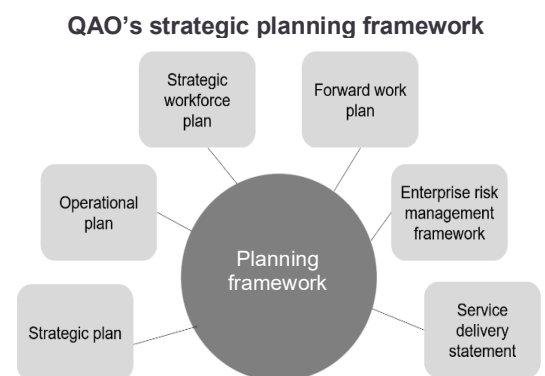 QAO's strategic planning framework
Strategic
workforce
plan
Forward work
plan
Operational
plan
Enterprise risk
management
framework
Planning
framework
Strategic plan
Service
delivery
statement